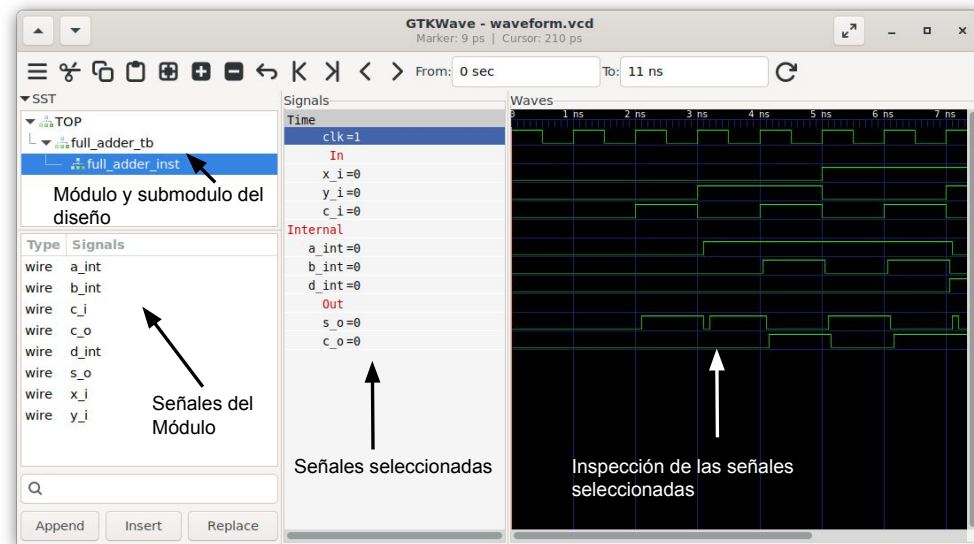 GTKWave - waveform.vcd
Marker: 9 ps | Cursor: 210 ps
From: 0 sec To: 11 ns
SST
TOP
full_adder_tb
full_adder_inst
Módulo y submodulo del
diseño
Type Signals
wire a_int
wire b_int
wire c_i
wire c_o
wire d_int
wire s_o
wire x_i
wire y_i
Señales del
Módulo
Append Insert Replace
Signals
Time
clk=1
In
x_i=0
y_i=0
c_i=0
Internal
a_int=0
b_int=0
d_int=0
Out
s_o=0
c_o=0
Señales seleccionadas
Waves
0 1 ns 2 ns 3 ns 4 ns 5 ns 6 ns 7 ns
Inspección de las señales
seleccionadas